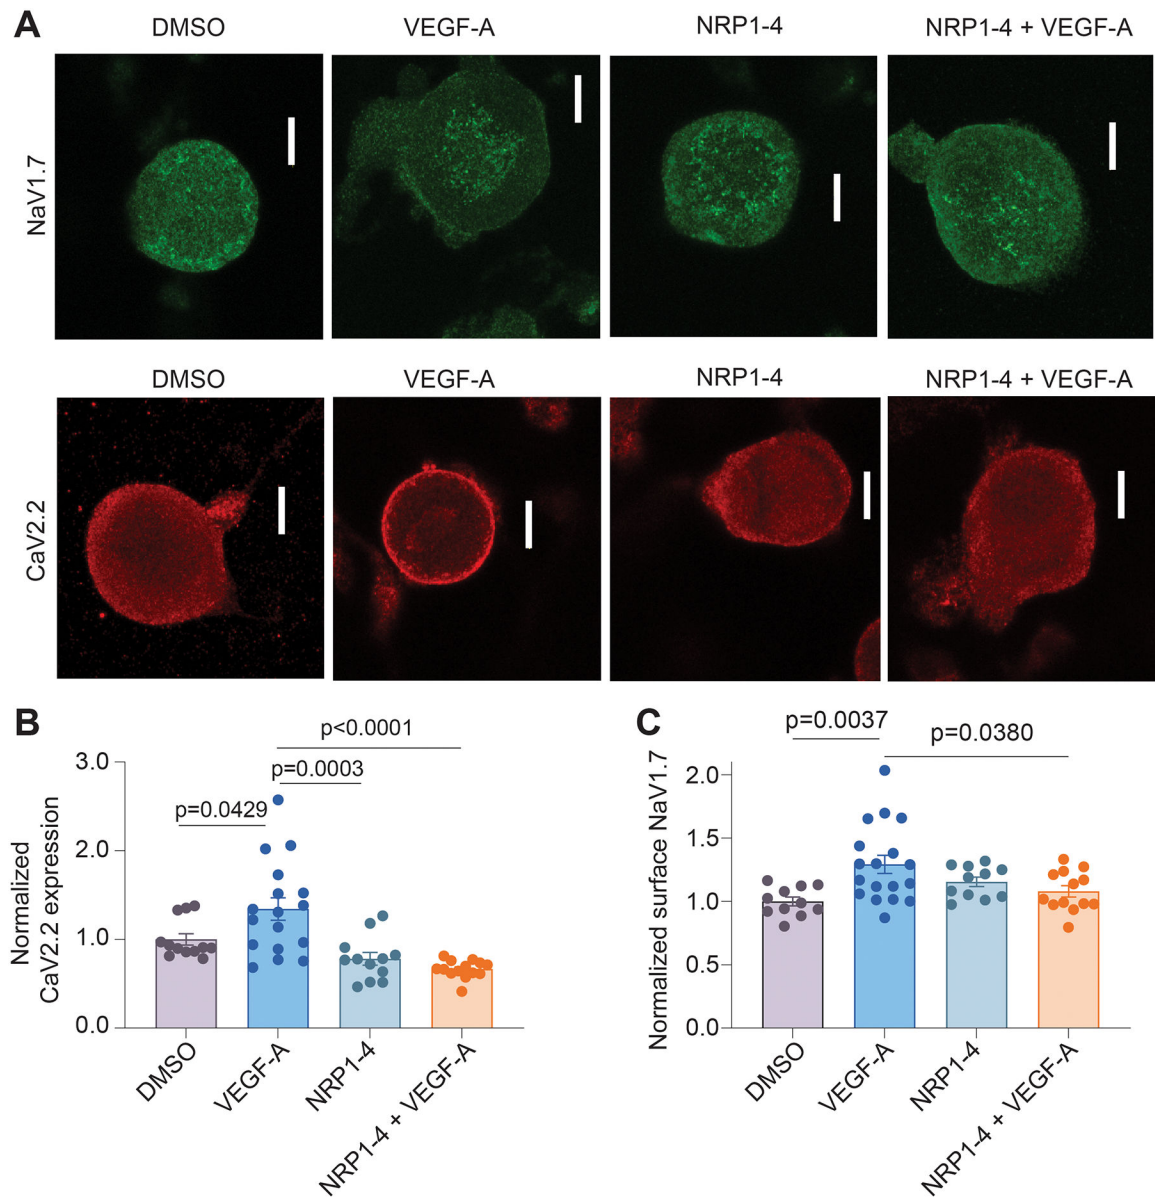 A
DMSO
VEGF-A
NRP1-4
NRP1-4 + VEGF-A
NaV1.7
DMSO
VEGF-A
NRP1-4
NRP1-4 + VEGF-A
CaV2.2
B
p<0.0001
p=0.0003
p=0.0429
Normalized
CaV2.2 expression
3.0
2.0
1.0
0.0
DMSO
VEGF-A
NRP1-4
NRP1-4 + VEGF-A
C
p=0.0037
p=0.0380
Normalized surface NaV1.7
2.0
1.5
1.0
0.5
0.0
DMSO
VEGF-A
NRP1-4
NRP1-4 + VEGF-A